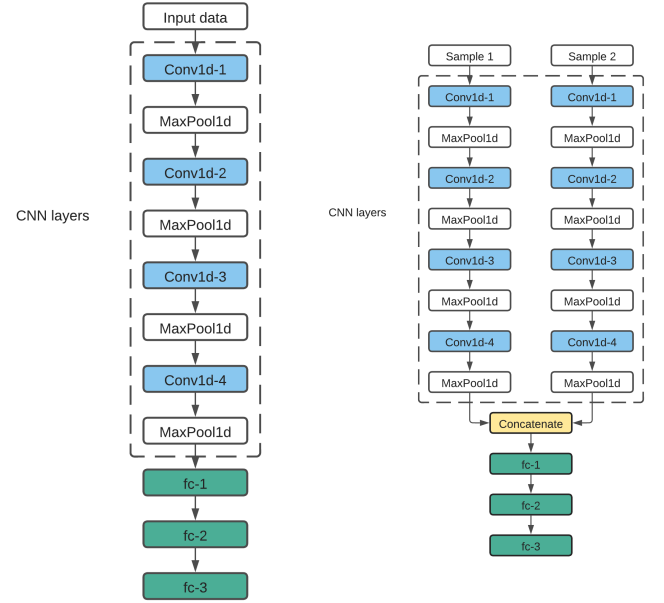 Input data
Conv1d-1
MaxPool1d
Conv1d-2
MaxPool1d
CNN layers
Conv1d-3
MaxPool1d
Conv1d-4
MaxPool1d
fc-1
fc-2
fc-3
Sample 1
Sample 2
Conv1d-1
Conv1d-1
MaxPool1d
MaxPool1d
Conv1d-2
Conv1d-2
CNN layers
MaxPool1d
MaxPool1d
Conv1d-3
Conv1d-3
MaxPool1d
MaxPool1d
Conv1d-4
Conv1d-4
MaxPool1d
MaxPool1d
Concatenate
fc-1
fc-2
fc-3